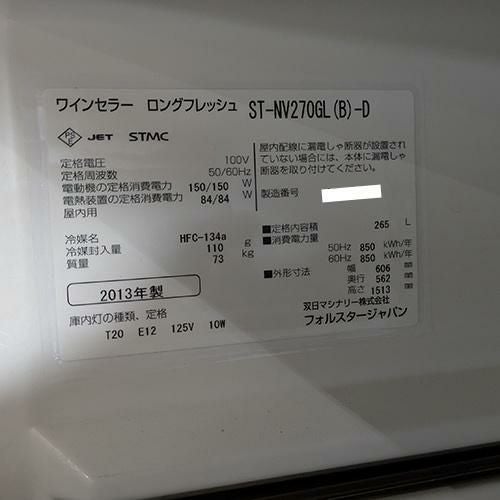 ワインセラー ロングフレッシュ ST-NV270GL(B)-D
PSE JET STMC
定格電圧 100V
定格周波数 50/60Hz
電動機の定格消費電力 150/150 W
電熱装置の定格消費電力 84/84 W
屋内用
冷媒名 HFC-134a
冷媒封入量 110 g
質量 73 kg
2013年製
庫内灯の種類、定格
T20 E12 125V 10W
屋内配線に漏電しゃ断器が設置され
ていない場合には、本体に漏電しゃ
断器を取り付けてください。
製造番号
■定格内容積 265 L
■消費電力量
50Hz 850 kWh/年
60Hz 850 kWh/年
■外形寸法 幅 606 mm
奥行 562 mm
高さ 1513 mm
双日マシナリー株式会社
フォルスタージャパン